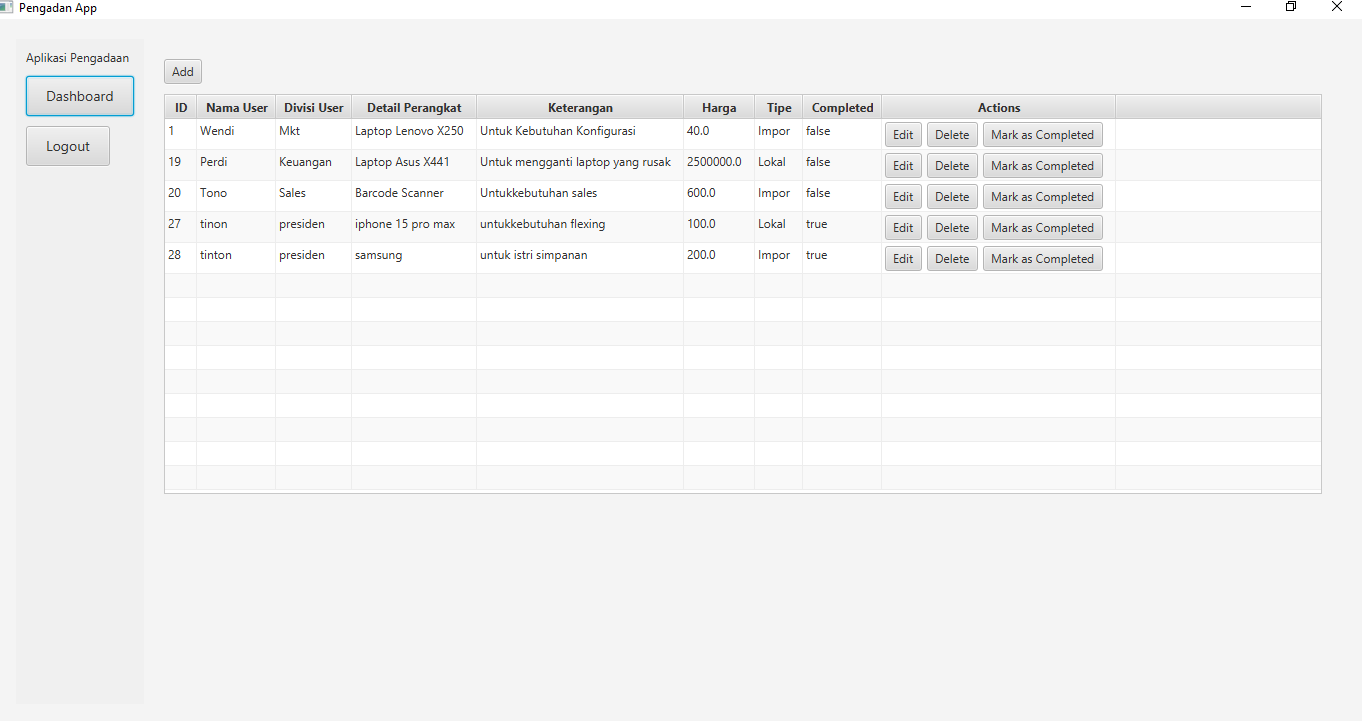 Pengadan App
Aplikasi Pengadaan
Dashboard
Logout
Add
ID Nama User Divisi User Detail Perangkat Keterangan Harga Tipe Completed Actions
1 Wendi Mkt Laptop Lenovo X250 Untuk Kebutuhan Konfigurasi 40.0 Impor false Edit Delete Mark as Completed
19 Perdi Keuangan Laptop Asus X441 Untuk mengganti laptop yang rusak 2500000.0 Lokal false Edit Delete Mark as Completed
20 Tono Sales Barcode Scanner Untukkebutuhan sales 600.0 Impor false Edit Delete Mark as Completed
27 tinon presiden iphone 15 pro max untukkebutuhan flexing 100.0 Lokal true Edit Delete Mark as Completed
28 tinton presiden samsung untuk istri simpanan 200.0 Impor true Edit Delete Mark as Completed